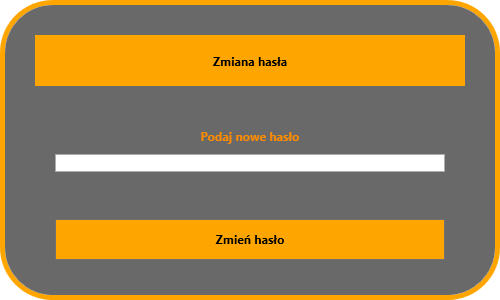 Zmiana hasła
Podaj nowe hasło
Zmień hasło